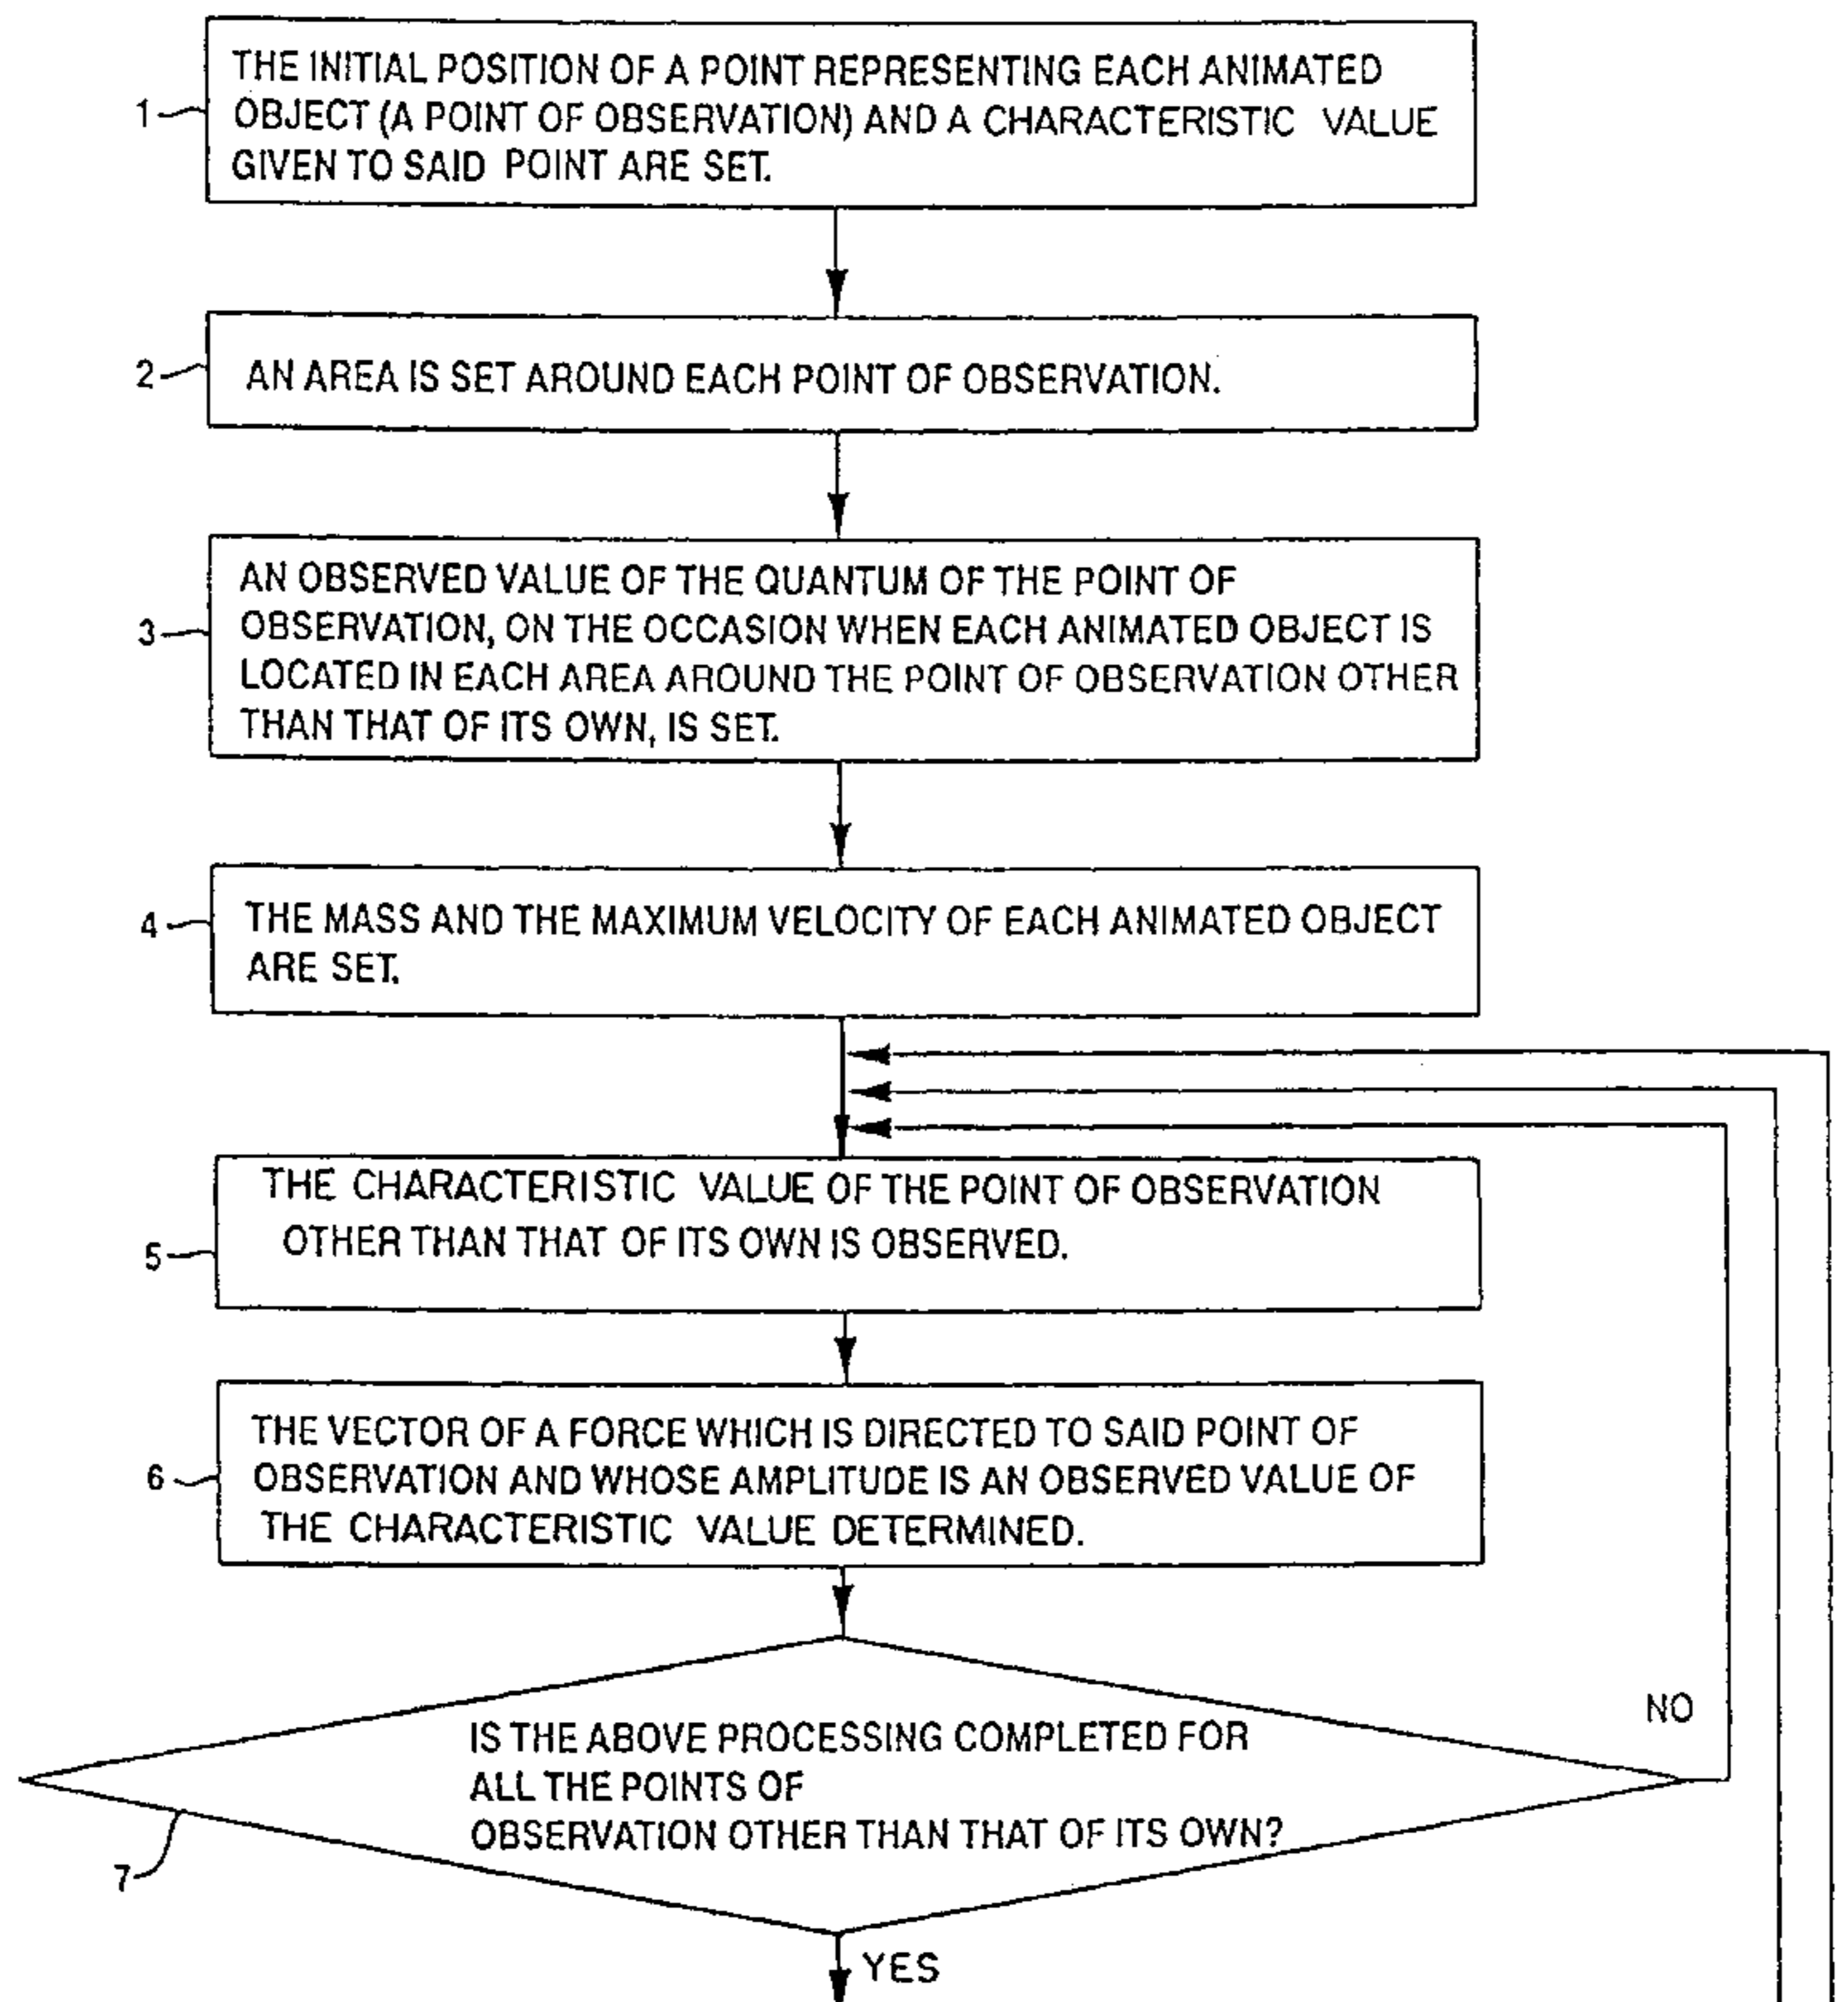 THE INITIAL POSITION OF A POINT REPRESENTING EACH ANIMATED
1 OBJECT (A POINT OF OBSERVATION) AND A CHARACTERISTIC VALUE
GIVEN TO SAID POINT ARE SET.
2 AN AREA IS SET AROUND EACH POINT OF OBSERVATION.
AN OBSERVED VALUE OF THE QUANTUM OF THE POINT OF
3 OBSERVATION, ON THE OCCASION WHEN EACH ANIMATED OBJECT IS
LOCATED IN EACH AREA AROUND THE POINT OF OBSERVATION OTHER
THAN THAT OF ITS OWN, IS SET.
4 THE MASS AND THE MAXIMUM VELOCITY OF EACH ANIMATED OBJECT
ARE SET.
THE CHARACTERISTIC VALUE OF THE POINT OF OBSERVATION
5 OTHER THAN THAT OF ITS OWN IS OBSERVED.
THE VECTOR OF A FORCE WHICH IS DIRECTED TO SAID POINT OF
6 OBSERVATION AND WHOSE AMPLITUDE IS AN OBSERVED VALUE OF
THE CHARACTERISTIC VALUE DETERMINED.
NO
IS THE ABOVE PROCESSING COMPLETED FOR
ALL THE POINTS OF
OBSERVATION OTHER THAN THAT OF ITS OWN?
7
YES